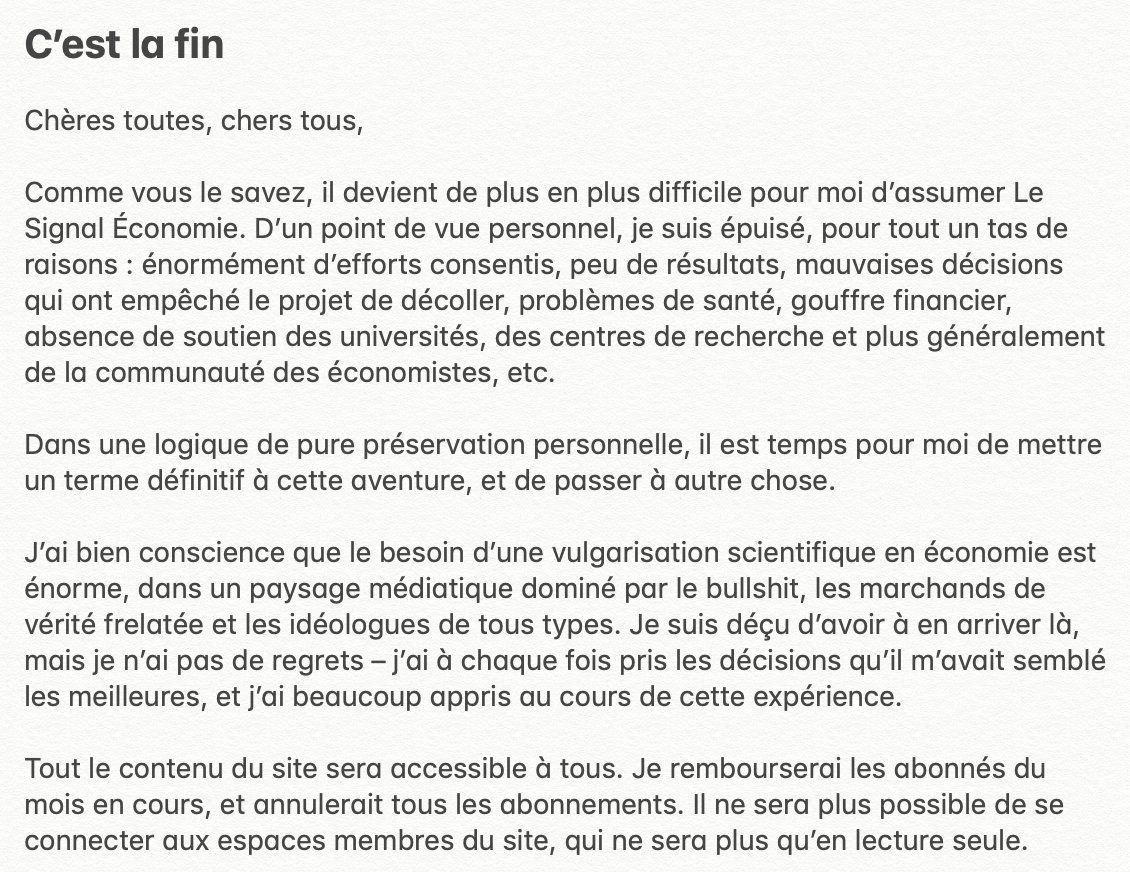 C’est la fin
Chères toutes, chers tous,
Comme vous le savez, il devient de plus en plus difficile pour moi d’assumer Le
Signal Économie. D’un point de vue personnel, je suis épuisé, pour tout un tas de
raisons : énormément d’efforts consentis, peu de résultats, mauvaises décisions
qui ont empêché le projet de décoller, problèmes de santé, gouffre financier,
absence de soutien des universités, des centres de recherche et plus généralement
de la communauté des économistes, etc.
Dans une logique de pure préservation personnelle, il est temps pour moi de mettre
un terme définitif à cette aventure, et de passer à autre chose.
J’ai bien conscience que le besoin d’une vulgarisation scientifique en économie est
énorme, dans un paysage médiatique dominé par le bullshit, les marchands de
vérité frelatée et les idéologues de tous types. Je suis déçu d’avoir à en arriver là,
mais je n’ai pas de regrets – j’ai à chaque fois pris les décisions qu’il m’avait semblé
les meilleures, et j’ai beaucoup appris au cours de cette expérience.
Tout le contenu du site sera accessible à tous. Je rembourserai les abonnés du
mois en cours, et annulerait tous les abonnements. Il ne sera plus possible de se
connecter aux espaces membres du site, qui ne sera plus qu’en lecture seule.